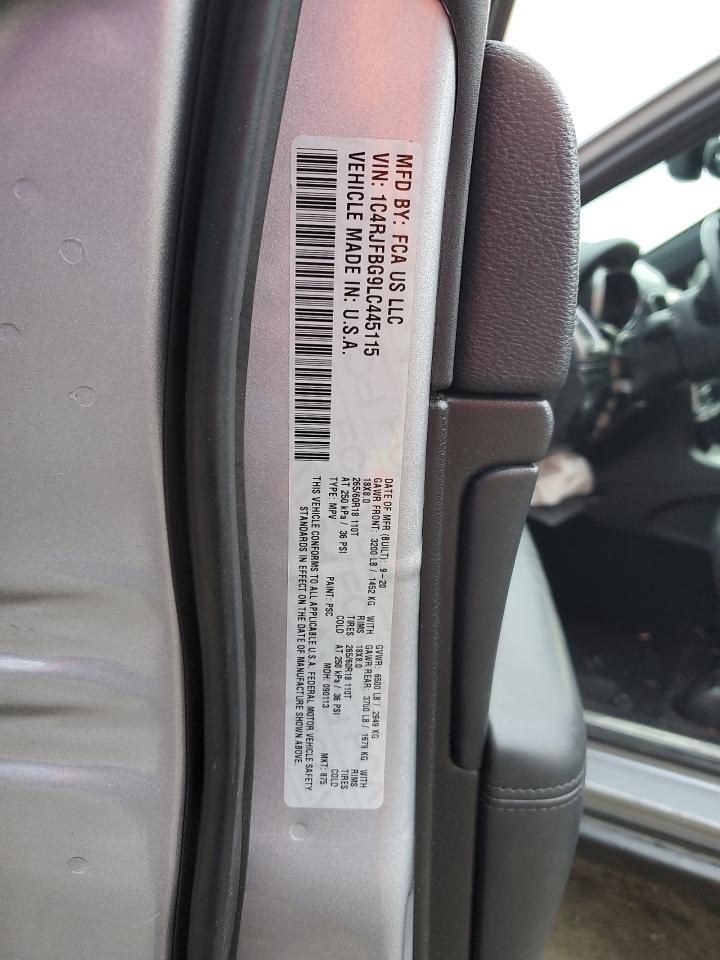 MFD BY: FCA US LLC
VIN: 1C4RJFBG9LC445115
VEHICLE MADE IN: U.S.A.
DATE OF MFR (BUILT): 9-20 GVWR: 6500 LB / 2949 KG
GAWR FRONT: 3200 LB / 1452 KG WITH GAWR REAR: 3700 LB / 1679 KG WITH
18X8.0 RIMS 18X8.0 RIMS
265/60R18 110T TIRES 265/60R18 110T TIRES
AT 250 kPa / 36 PSI COLD AT 250 kPa / 36 PSI COLD
TYPE: MPV PAINT: PSC MDH: 090113 MKT: 875
THIS VEHICLE CONFORMS TO ALL APPLICABLE U.S.A. FEDERAL MOTOR VEHICLE SAFETY
STANDARDS IN EFFECT ON THE DATE OF MANUFACTURE SHOWN ABOVE.